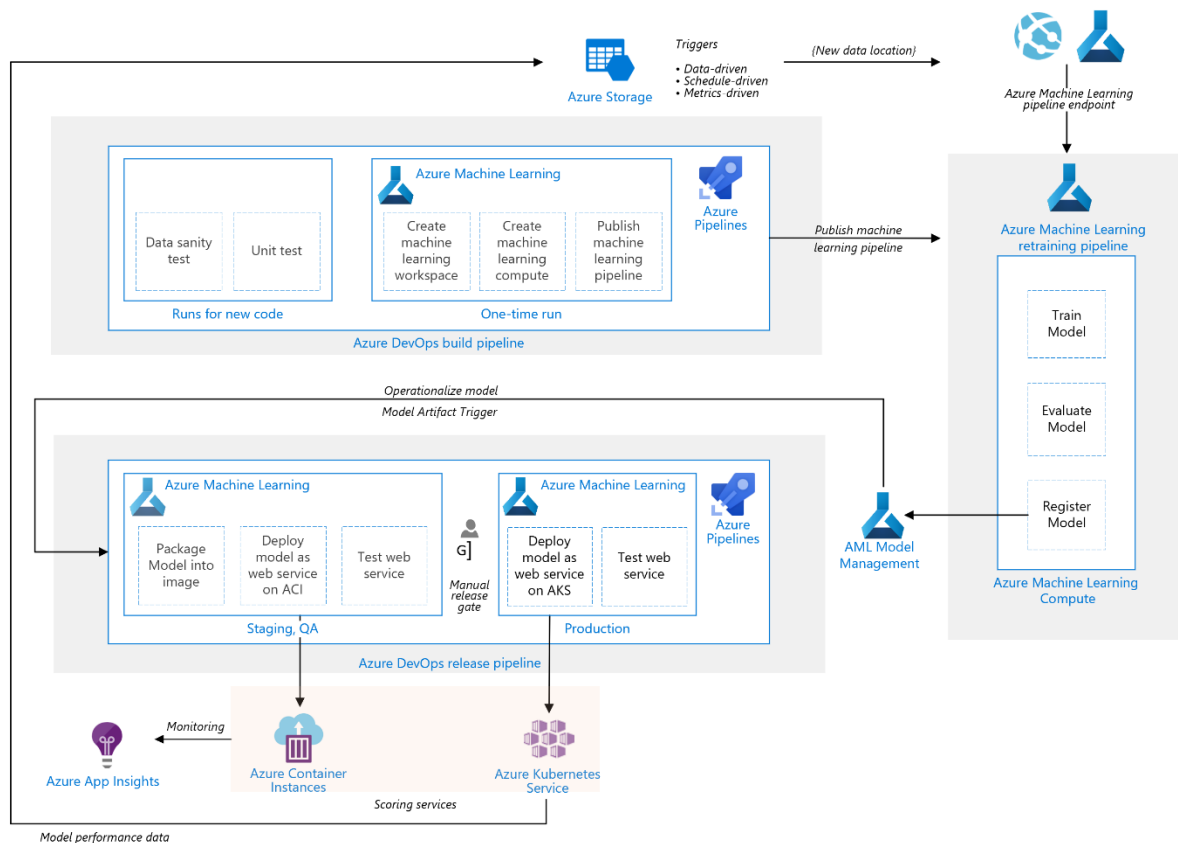 Triggers
• Data-driven
• Schedule-driven
• Metrics-driven
Azure Storage
{New data location}
Azure Machine Learning
pipeline endpoint
Data sanity
test
Unit test
Runs for new code
Azure Machine Learning
Create
machine
learning
workspace
Create
machine
learning
compute
Publish
machine
learning
pipeline
One-time run
Azure
Pipelines
Azure DevOps build pipeline
Publish machine
learning pipeline
Azure Machine Learning
retraining pipeline
Train
Model
Evaluate
Model
Register
Model
Azure Machine Learning
Compute
AML Model
Management
Operationalize model
Model Artifact Trigger
Azure Machine Learning
Package
Model into
image
Deploy
model as
web service
on ACI
Test web
service
Staging, QA
G]
Manual
release
gate
Azure Machine Learning
Deploy
model as
web service
on AKS
Test web
service
Production
Azure
Pipelines
Azure DevOps release pipeline
Monitoring
Azure App Insights
Azure Container
Instances
Azure Kubernetes
Service
Scoring services
Model performance data